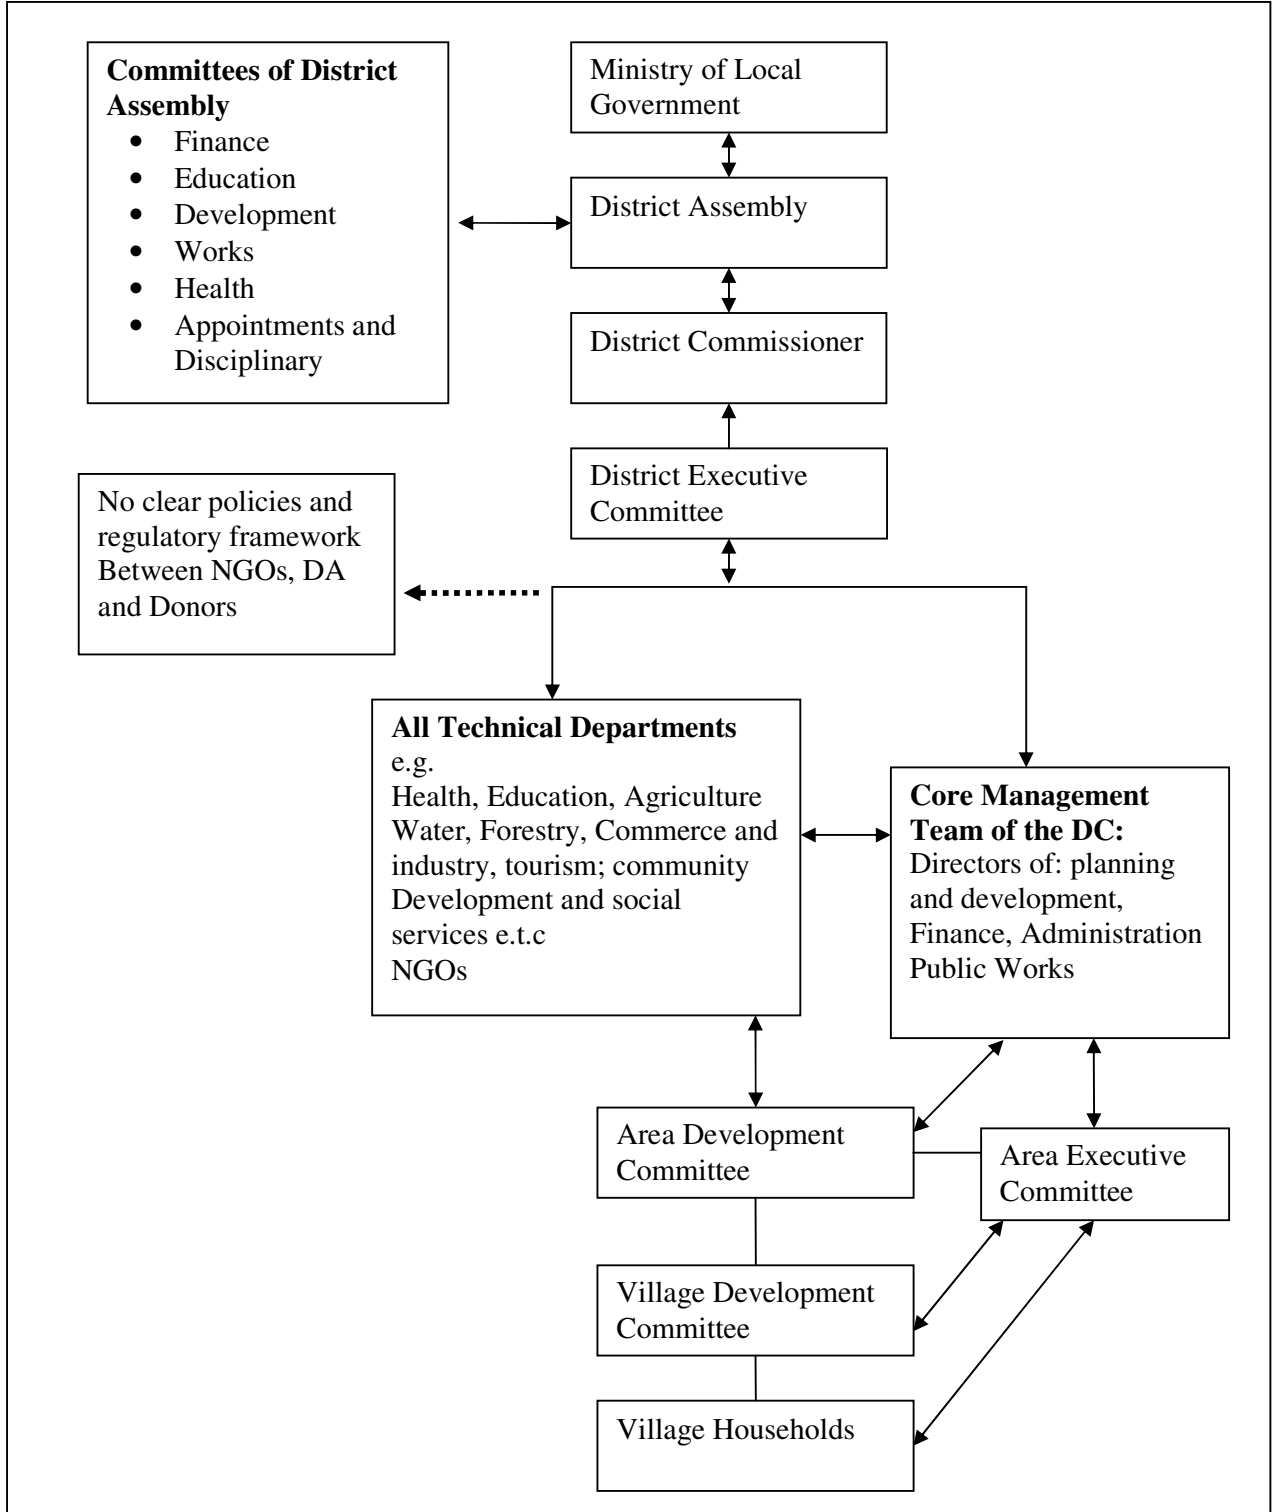 Committees of District
Assembly
• Finance
• Education
• Development
• Works
• Health
• Appointments and
Disciplinary
Ministry of Local
Government
District Assembly
District Commissioner
District Executive
Committee
No clear policies and
regulatory framework
Between NGOs, DA
and Donors
All Technical Departments
e.g.
Health, Education, Agriculture
Water, Forestry, Commerce and
industry, tourism; community
Development and social
services e.t.c
NGOs
Core Management
Team of the DC:
Directors of: planning
and development,
Finance, Administration
Public Works
Area Development
Committee
Area Executive
Committee
Village Development
Committee
Village Households